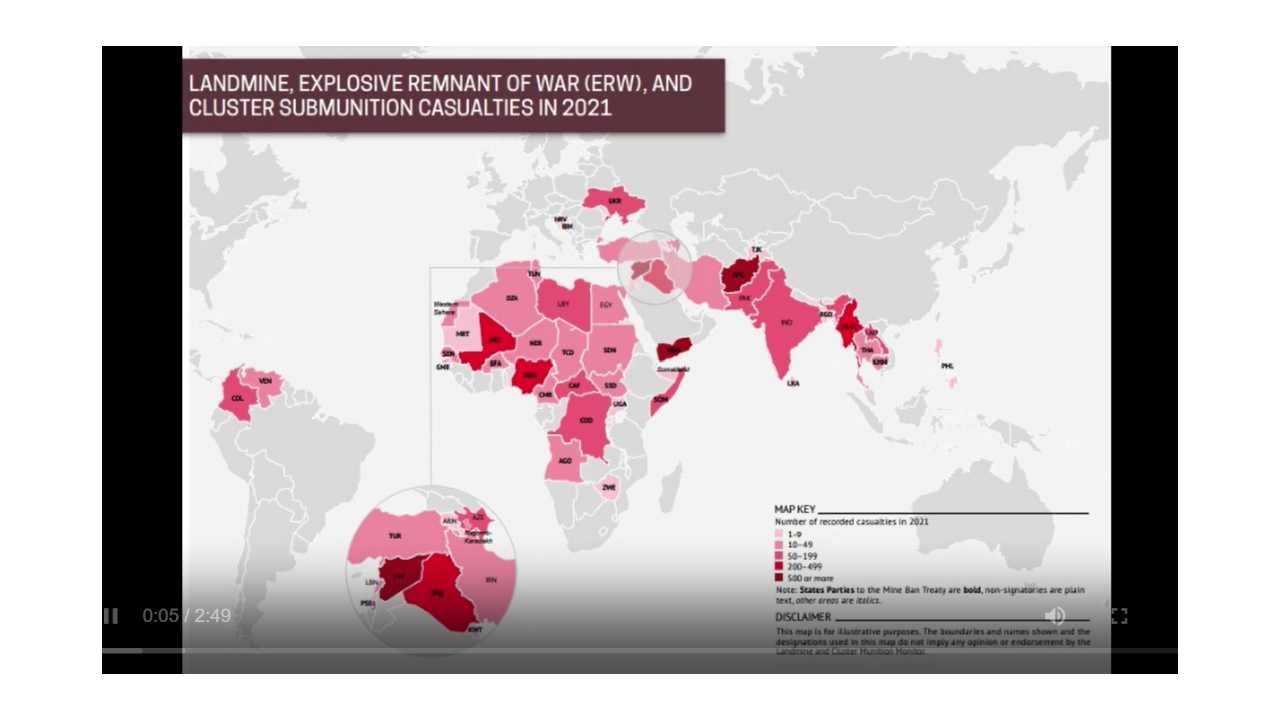 LANDMINE, EXPLOSIVE REMNANT OF WAR (ERW), AND
CLUSTER SUBMUNITION CASUALTIES IN 2021
UKR
HRV
BIH
TJK
TUN
AFG
DZA
LBY
EGY
PAK
Western
Sahara
IND
BGD
MRT
MLI
NER
TCD
SDN
YEM
LAO
THA
SEN
GMB
BFA
KHM
PHL
Somaliland
VEN
NGA
CAF
SSD
LKA
COL
CMR
UGA
SOM
COD
AGO
ZWE
ARM
AZE
TUR
Nagorno-
Karabakh
LBN
IRN
IRQ
PSE
KWT
MAP KEY
Number of recorded casualties in 2021
1-9
10-49
50-199
200-499
500 or more
Note: States Parties to the Mine Ban Treaty are bold, non-signatories are plain
text, other areas are italics.
DISCLAIMER
This map is for illustrative purposes. The boundaries and names shown and the
designations used in this map do not imply any opinion or endorsement by the
Landmine and Cluster Munition Monitor.
0:05 / 2:49